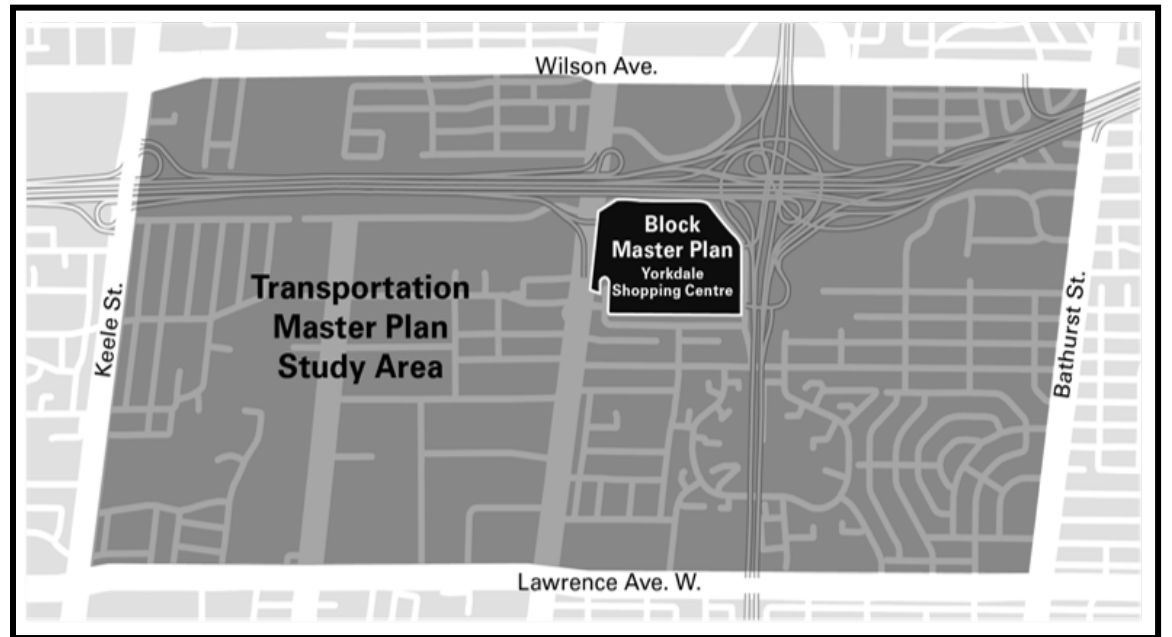 Wilson Ave.
Block
Master Plan
Yorkdale
Shopping Centre
Transportation
Master Plan
Study Area
Keele St.
Bathurst St.
Lawrence Ave. W.